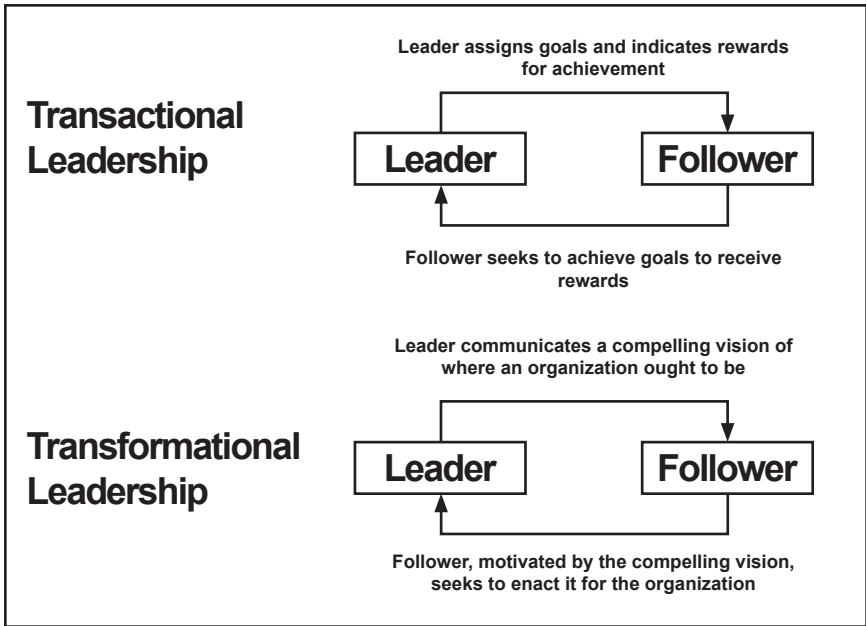 Leader assigns goals and indicates rewards
for achievement
Transactional
Leadership
Leader
Follower
Follower seeks to achieve goals to receive
rewards
Leader communicates a compelling vision of
where an organization ought to be
Transformational
Leadership
Leader
Follower
Follower, motivated by the compelling vision,
seeks to enact it for the organization